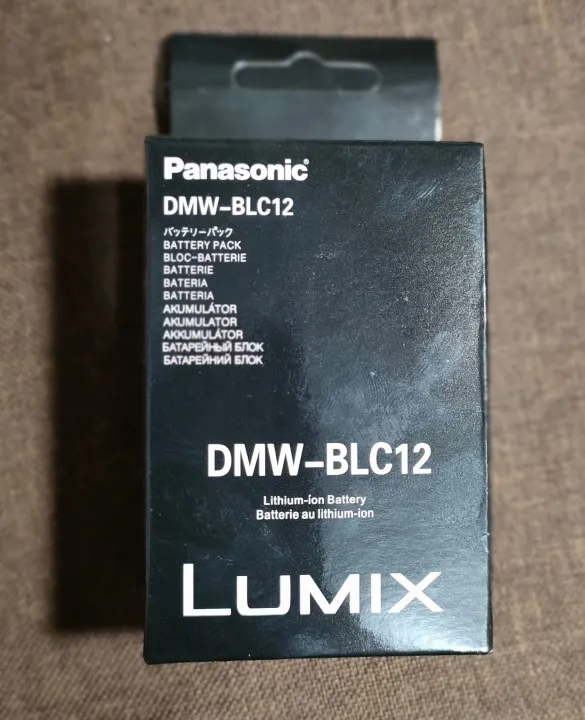 Panasonic®
DMW-BLC12
バッテリーパック
BATTERY PACK
BLOC-BATTERIE
BATTERIE
BATERIA
BATTERIA
AKUMULÁTOR
AKUMULATOR
AKKUMULÁTOR
БАТАРЕЙНЫЙ БЛОК
БАТАРЕЙНИЙ БЛОК
DMW-BLC12
Lithium-ion Battery
Batterie au lithium-ion
LUMIX